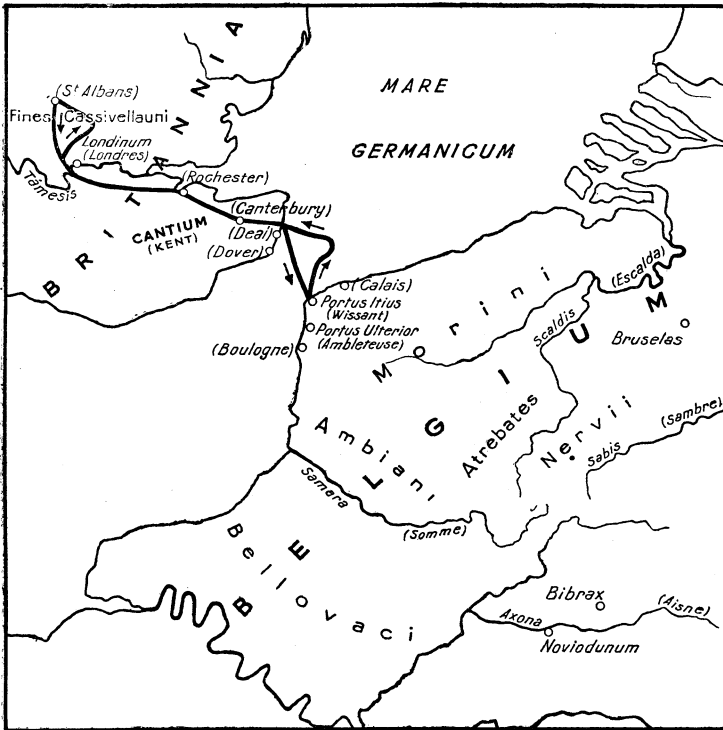 MARE
GERMANICUM
BRITANNIA
(St Albans)
Fines Cassivellauni
Londinum
(Londres)
Tâmesis
(Rochester)
CANTIUM
(KENT)
(Canterbury)
(Deal)
(Dover)
(Calais)
Portus Itius
(Wissant)
Portus Ulterior
(Ambleteuse)
(Boulogne)
Morini
(Escalda)
Scaldis
Bruselas
BELGIUM
Atrebates
Nervii
(Sambre)
Sabis
Ambiani
Samara
(Somme)
Bellovaci
Bibrax
(Aisne)
Axona
Noviodunum